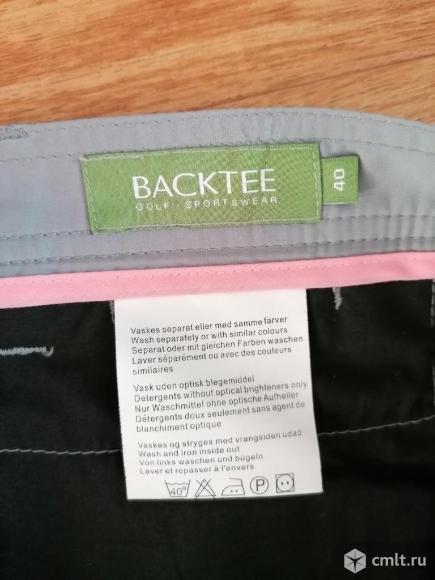 BACKTEE
GOLF SPORTSWEAR
40
Vaskes separat eller med samme farver
Wash separately or with similar colours
Separat oder mit gleichen Farben waschen
Laver séparément ou avec des couleurs
similaires
Vask uden optisk blegemiddel
Detergents without optical brighteners only
Nur Waschmittel ohne optische Aufheller
Détergents doux seulement sans agent de
blanchiment optique
Vaskes og stryges med vrangsiden udad
Wash and iron inside out
Von links waschen und bügeln
Laver et repasser à l'envers
40° P
cmlt.ru